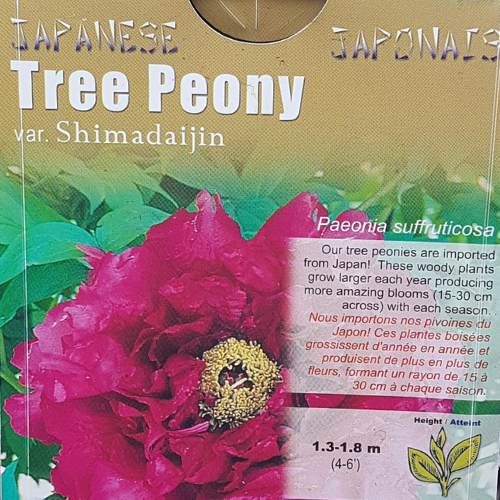 JAPANESE
JAPONAIS
Tree Peony
var. Shimadaijin
Paeonia suffruticosa
Our tree peonies are imported
from Japan! These woody plants
grow larger each year producing
more amazing blooms (15-30 cm
across) with each season.
Nous importons nos pivoines du
Japon! Ces plantes boisées
grossissent d'année en année et
produisent de plus en plus de
fleurs, formant un rayon de 15 à
30 cm à chaque saison.
Height / Atteint
1.3-1.8 m
(4-6')